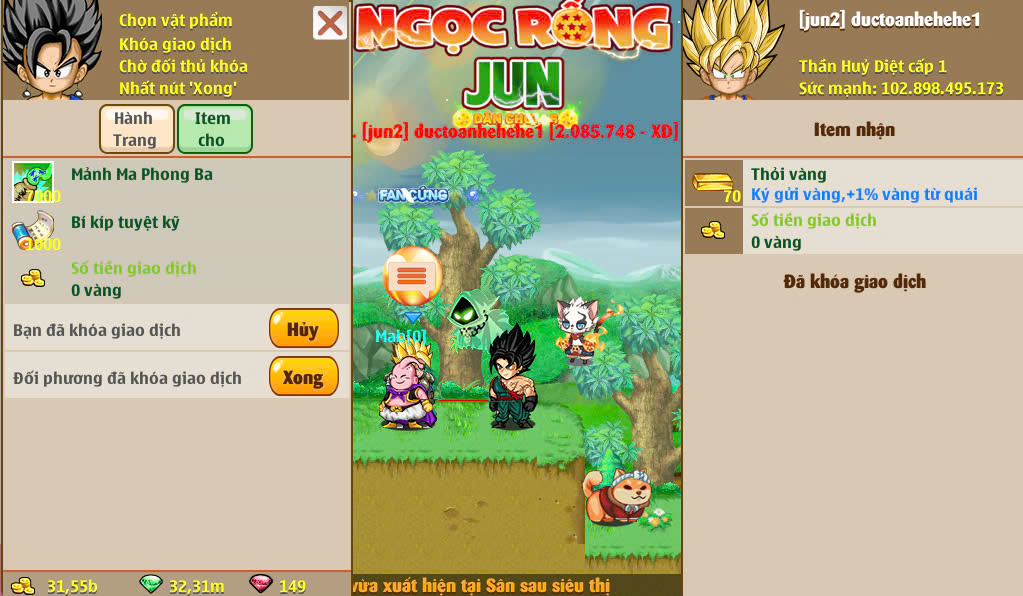 Chọn vật phẩm
Khóa giao dịch
Chờ đối thủ khóa
Nhất nút 'Xong'
Hành
Trang
Item
cho
Mảnh Ma Phong Ba
7000
Bí kíp tuyệt kỹ
1000
Số tiền giao dịch
0 vàng
Bạn đã khóa giao dịch
Hủy
Đối phương đã khóa giao dịch
Xong
31,55b
32,31m
149
NGỌC RỒNG
JUN
. [jun2] ductoanhehehe1 [2.085.748 - XD]
FAN CỨNG
Mab[0]
vừa xuất hiện tại Sân sau siêu thị
[jun2] ductoanhehehe1
Thần Huỷ Diệt cấp 1
Sức mạnh: 102.898.495.173
Item nhận
Thỏi vàng
70
Ký gửi vàng,+1% vàng từ quái
Số tiền giao dịch
0 vàng
Đã khóa giao dịch